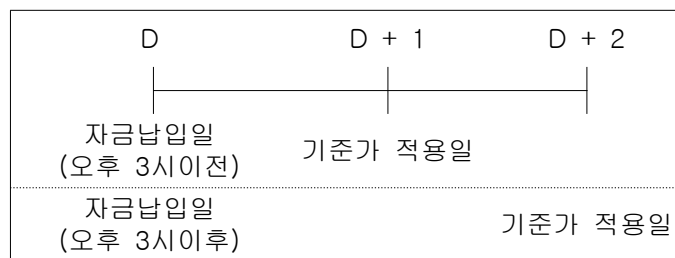 D D + 1 D + 2
자금납입일
(오후 3시이전)
기준가 적용일
자금납입일
(오후 3시이후)
기준가 적용일